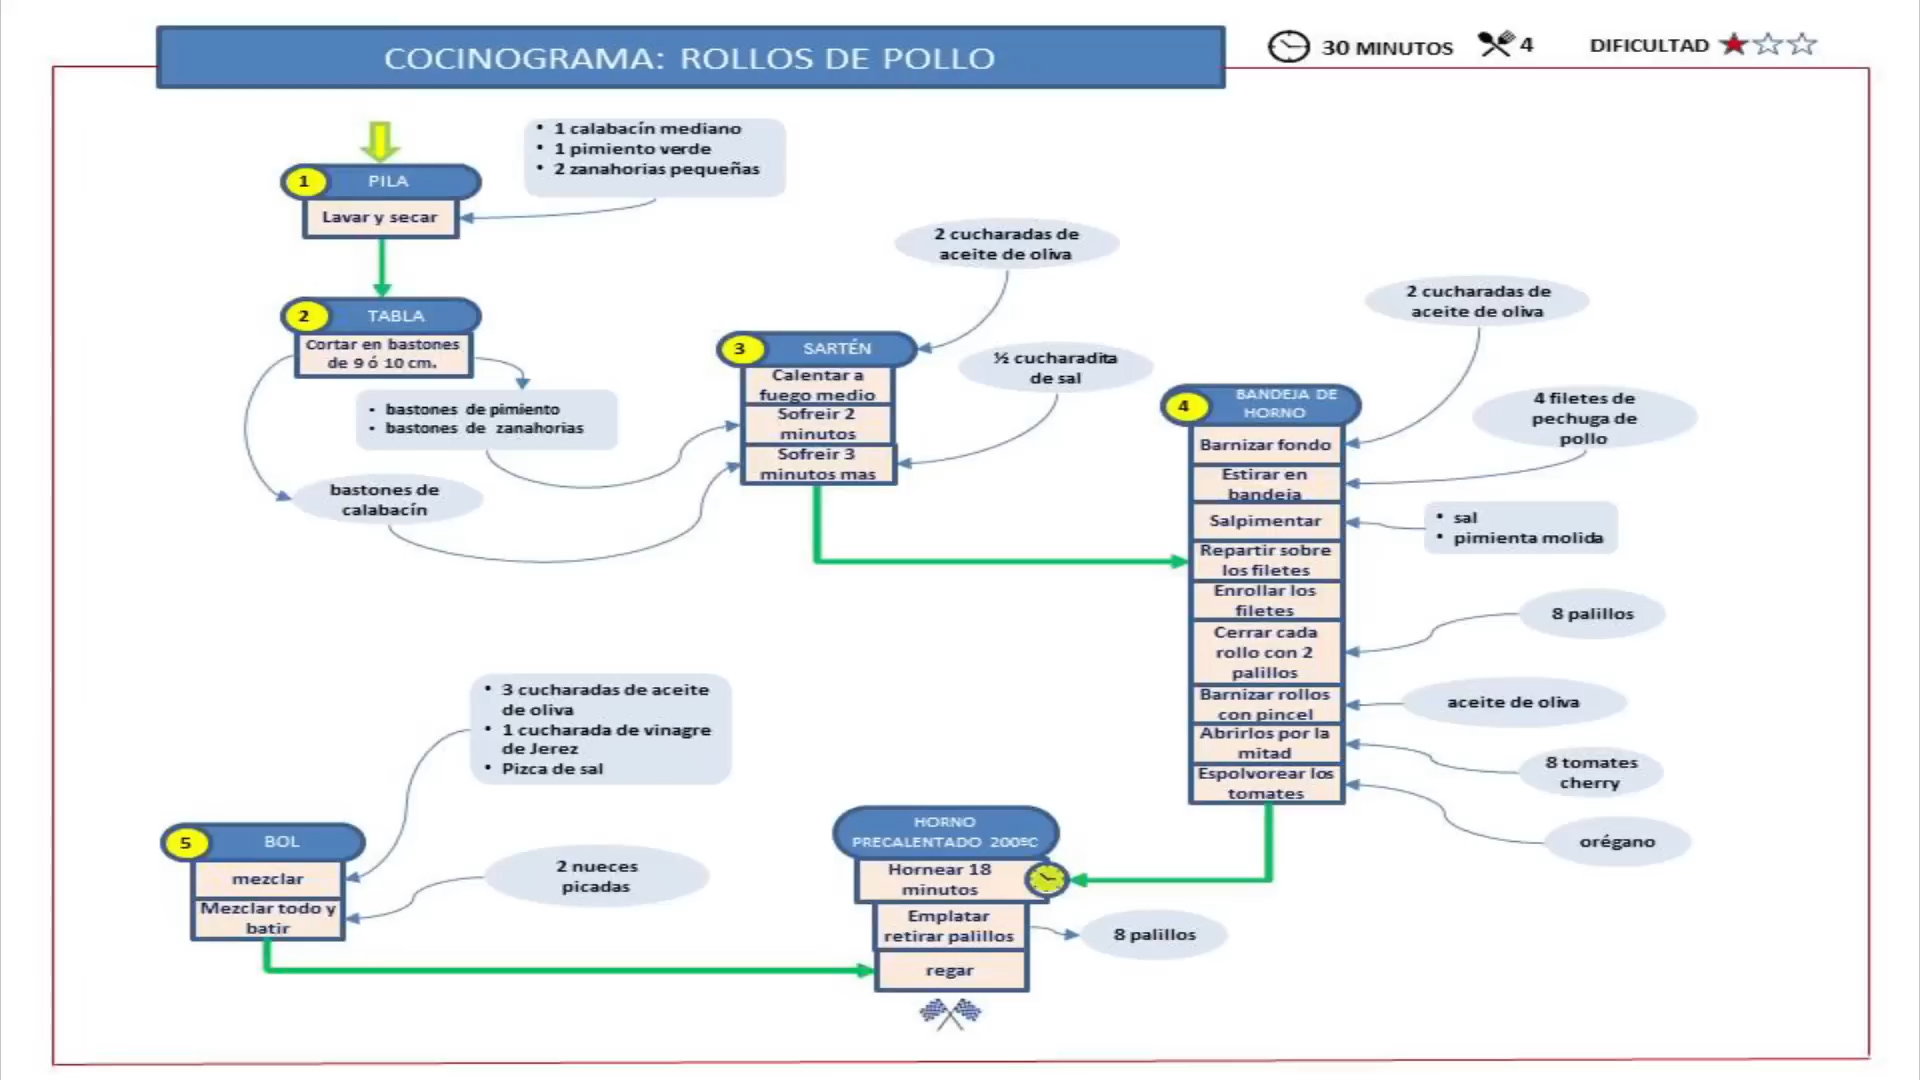 COCINOGRAMA: ROLLOS DE POLLO
30 MINUTOS
4
DIFICULTAD
• 1 calabacín mediano
• 1 pimiento verde
• 2 zanahorias pequeñas
1
PILA
Lavar y secar
2
TABLA
Cortar en bastones
de 9 ó 10 cm.
• bastones de pimiento
• bastones de zanahorias
bastones de
calabacín
2 cucharadas de
aceite de oliva
3
SARTÉN
Calentar a
fuego medio
Sofreir 2
minutos
Sofreir 3
minutos mas
½ cucharadita
de sal
2 cucharadas de
aceite de oliva
4
BANDEJA DE
HORNO
Barnizar fondo
Estirar en
bandeja
Salpimentar
Repartir sobre
los filetes
Enrollar los
filetes
Cerrar cada
rollo con 2
palillos
Barnizar rollos
con pincel
Abrirlos por la
mitad
Espolvorear los
tomates
4 filetes de
pechuga de
pollo
• sal
• pimienta molida
8 palillos
aceite de oliva
8 tomates
cherry
orégano
• 3 cucharadas de aceite
de oliva
• 1 cucharada de vinagre
de Jerez
• Pizca de sal
5
BOL
mezclar
Mezclar todo y
batir
2 nueces
picadas
HORNO
PRECALENTADO 200ºC
Hornear 18
minutos
Emplatar
retirar palillos
regar
8 palillos